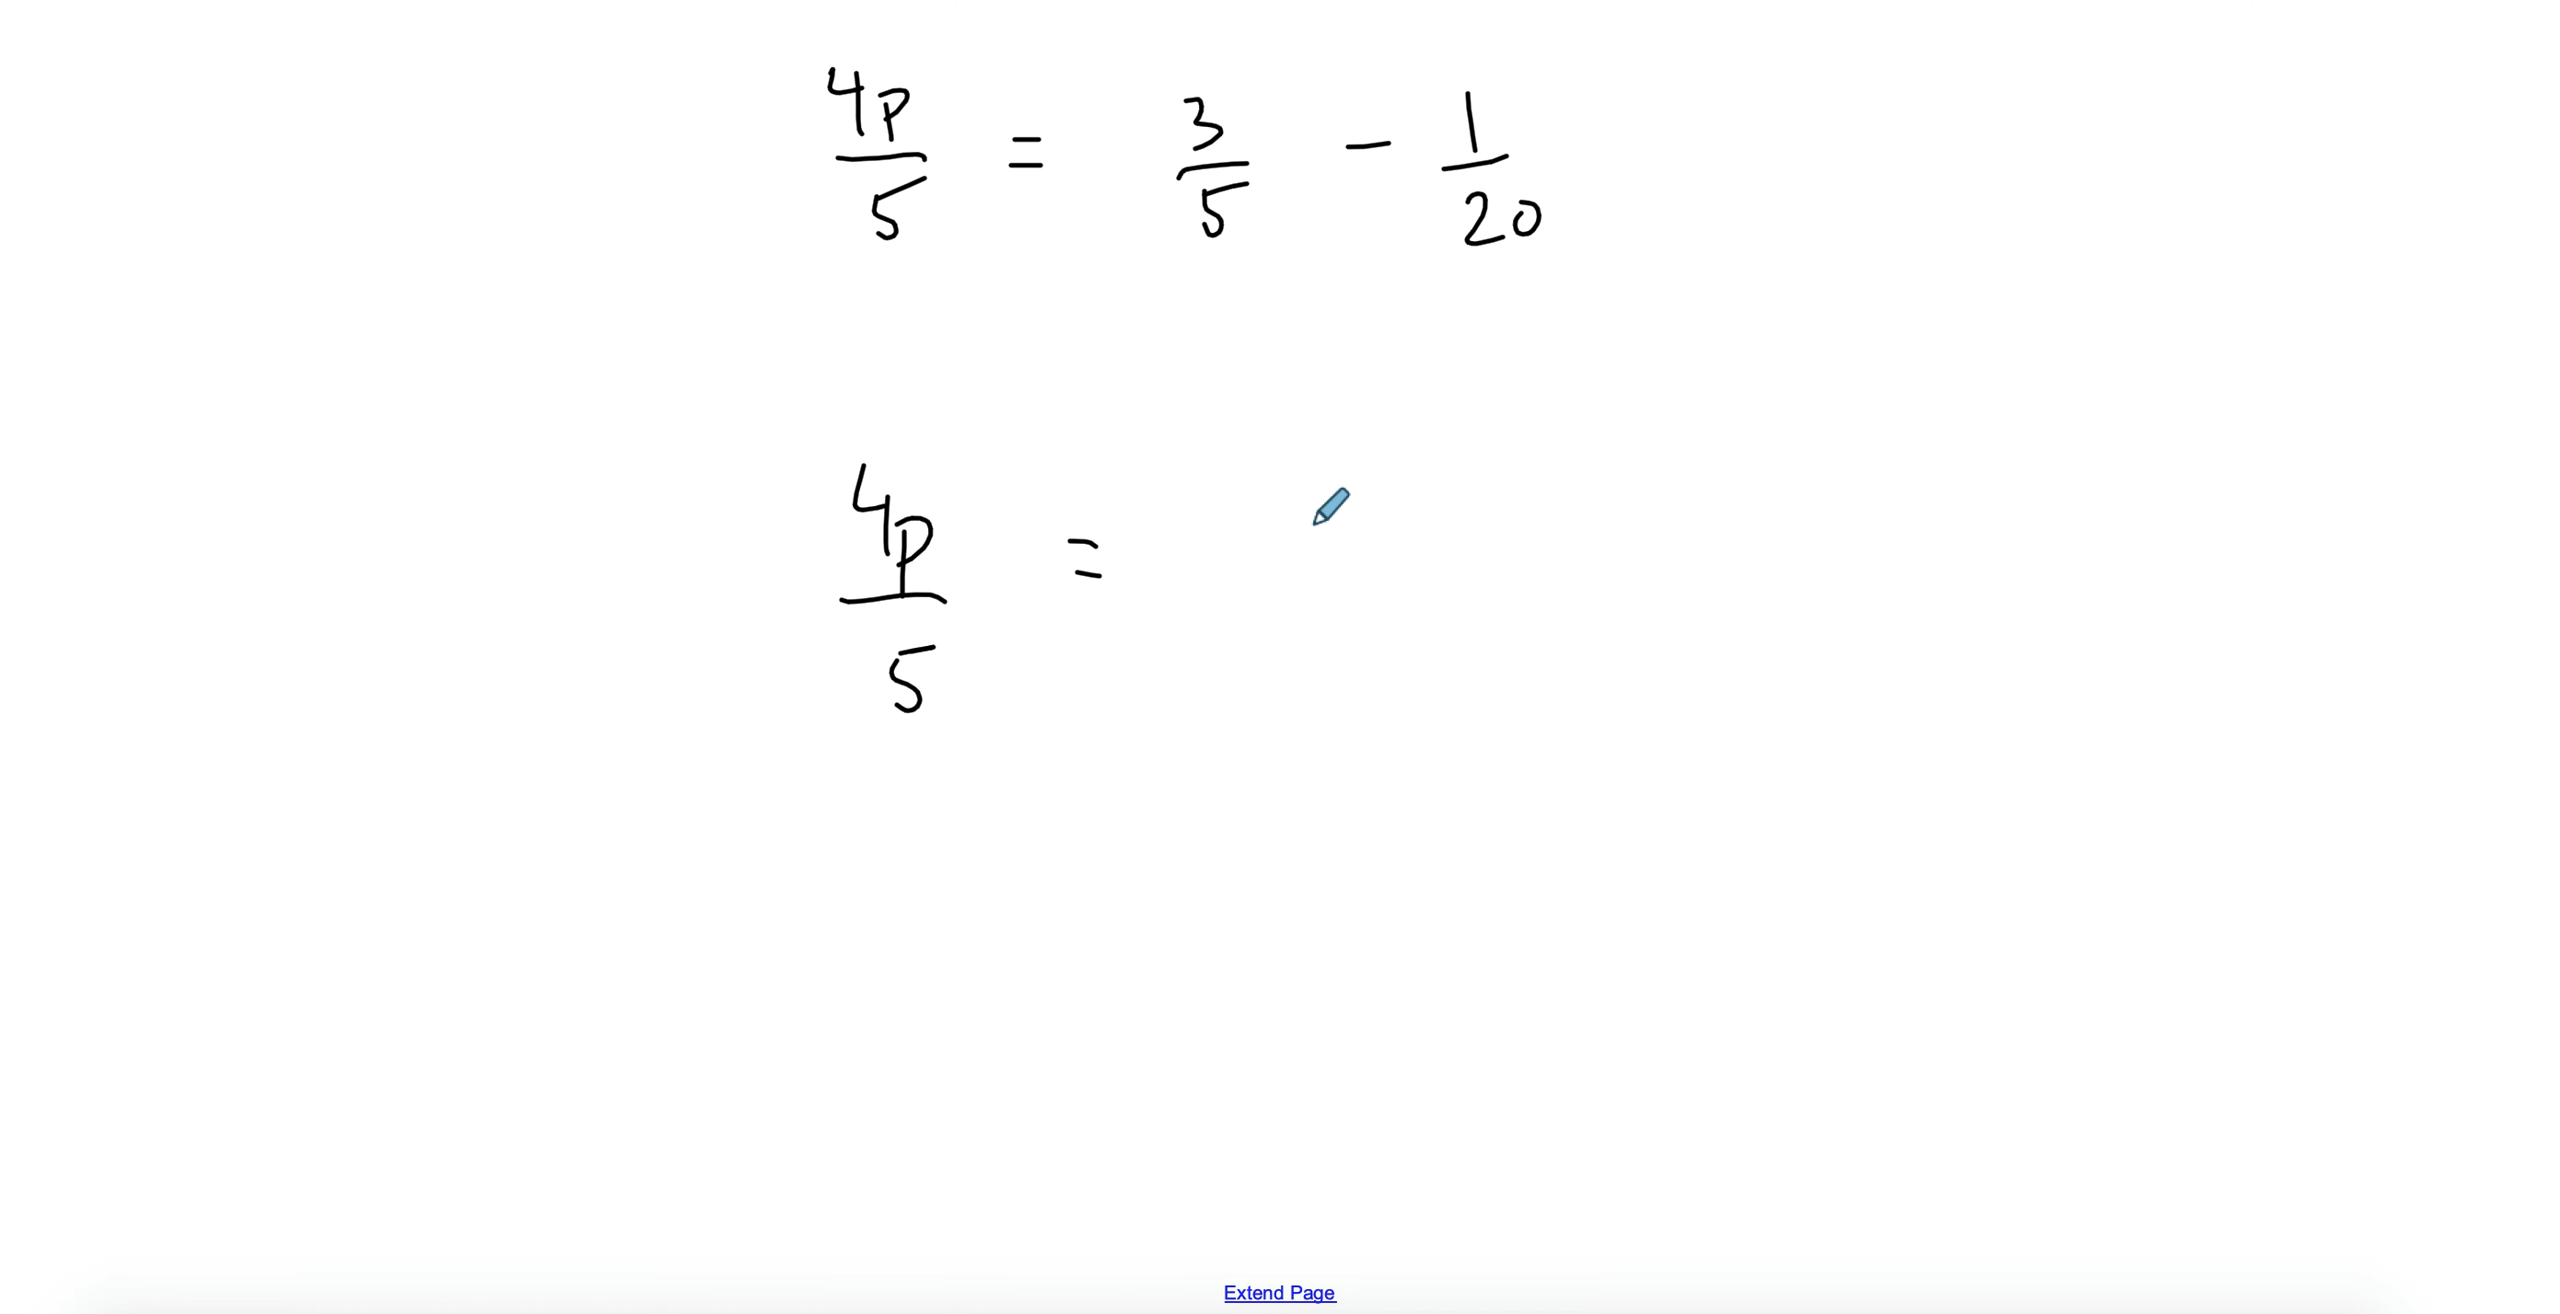 4p/5 = 3/5 - 1/20
4p/5 =
Extend Page